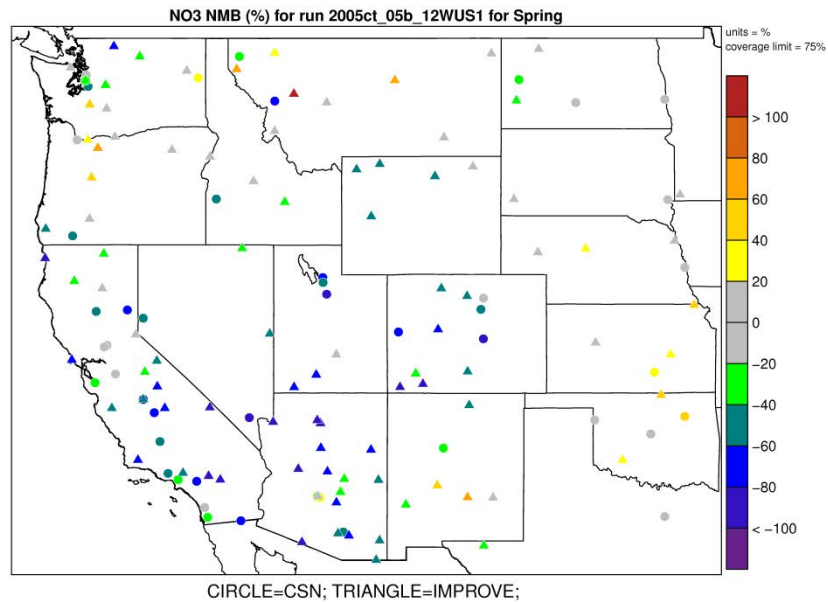 NO3 NMB (%) for run 2005ct_05b_12WUS1 for Spring
units = %
coverage limit = 75%
> 100
80
60
40
20
0
−20
−40
−60
−80
< −100
CIRCLE=CSN; TRIANGLE=IMPROVE;